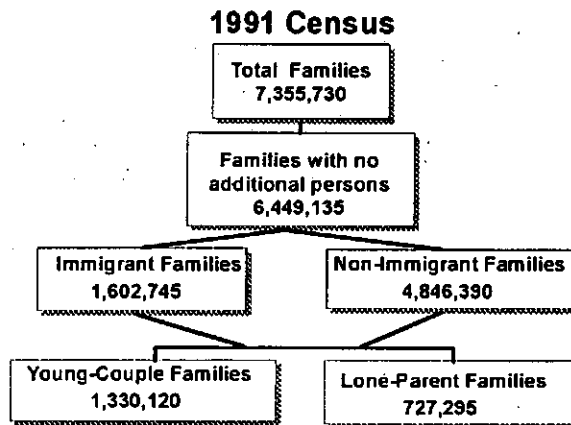 1991 Census
Total Families
7,355,730
Families with no
additional persons
6,449,135
Immigrant Families
1,602,745
Non-Immigrant Families
4,846,390
Young-Couple Families
1,330,120
Lone-Parent Families
727,295